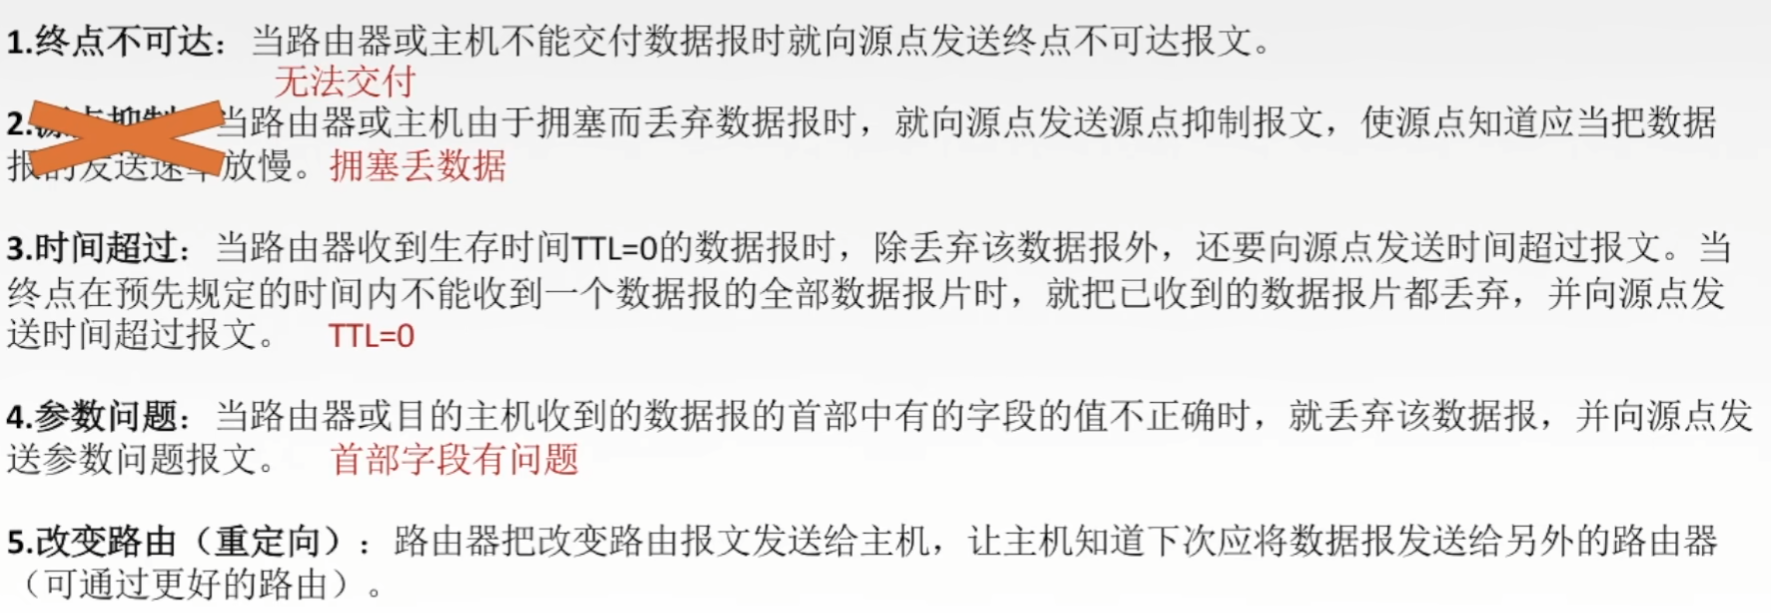 1.终点不可达：当路由器或主机不能交付数据报时就向源点发送终点不可达报文。
无法交付
2.源点抑制：当路由器或主机由于拥塞而丢弃数据报时，就向源点发送源点抑制报文，使源点知道应当把数据
报的发送速率放慢。拥塞丢数据
3.时间超过：当路由器收到生存时间TTL=0的数据报时，除丢弃该数据报外，还要向源点发送时间超过报文。当
终点在预先规定的时间内不能收到一个数据报的全部数据报片时，就把已收到的数据报片都丢弃，并向源点发
送时间超过报文。 TTL=0
4.参数问题：当路由器或目的主机收到的数据报的首部中有的字段的值不正确时，就丢弃该数据报，并向源点发
送参数问题报文。 首部字段有问题
5.改变路由（重定向）：路由器把改变路由报文发送给主机，让主机知道下次应将数据报发送给另外的路由器
（可通过更好的路由）。